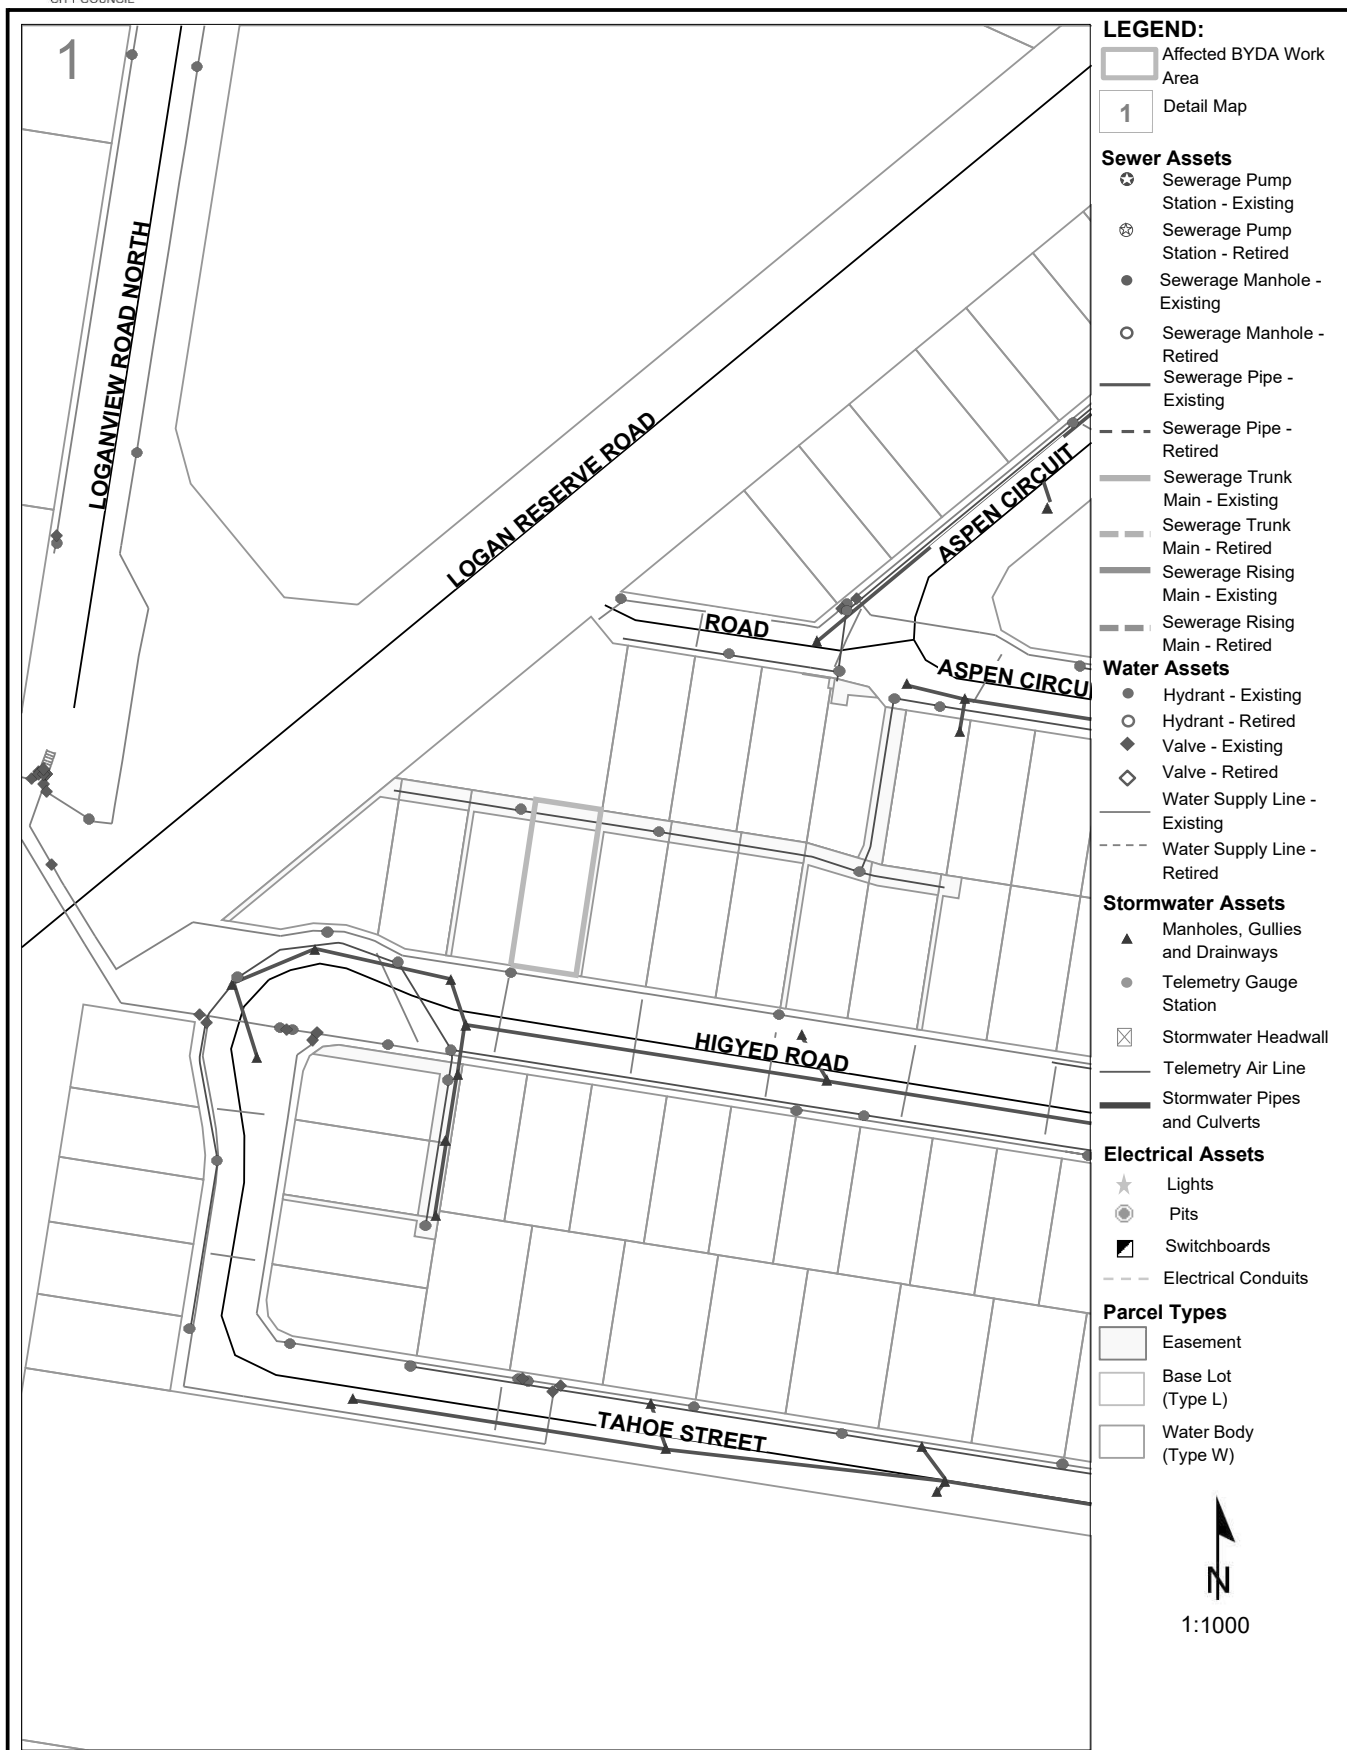 CITY COUNCIL
1
LOGANVIEW ROAD NORTH
LOGAN RESERVE ROAD
ASPEN CIRCUIT
ROAD
ASPEN CIRCU
HIGYED ROAD
TAHOE STREET
LEGEND:
Affected BYDA Work
Area
1
Detail Map
Sewer Assets
Sewerage Pump
Station - Existing
Sewerage Pump
Station - Retired
Sewerage Manhole -
Existing
Sewerage Manhole -
Retired
Sewerage Pipe -
Existing
Sewerage Pipe -
Retired
Sewerage Trunk
Main - Existing
Sewerage Trunk
Main - Retired
Sewerage Rising
Main - Existing
Sewerage Rising
Main - Retired
Water Assets
Hydrant - Existing
Hydrant - Retired
Valve - Existing
Valve - Retired
Water Supply Line -
Existing
Water Supply Line -
Retired
Stormwater Assets
Manholes, Gullies
and Drainways
Telemetry Gauge
Station
Stormwater Headwall
Telemetry Air Line
Stormwater Pipes
and Culverts
Electrical Assets
Lights
Pits
Switchboards
Electrical Conduits
Parcel Types
Easement
Base Lot
(Type L)
Water Body
(Type W)
N
1:1000